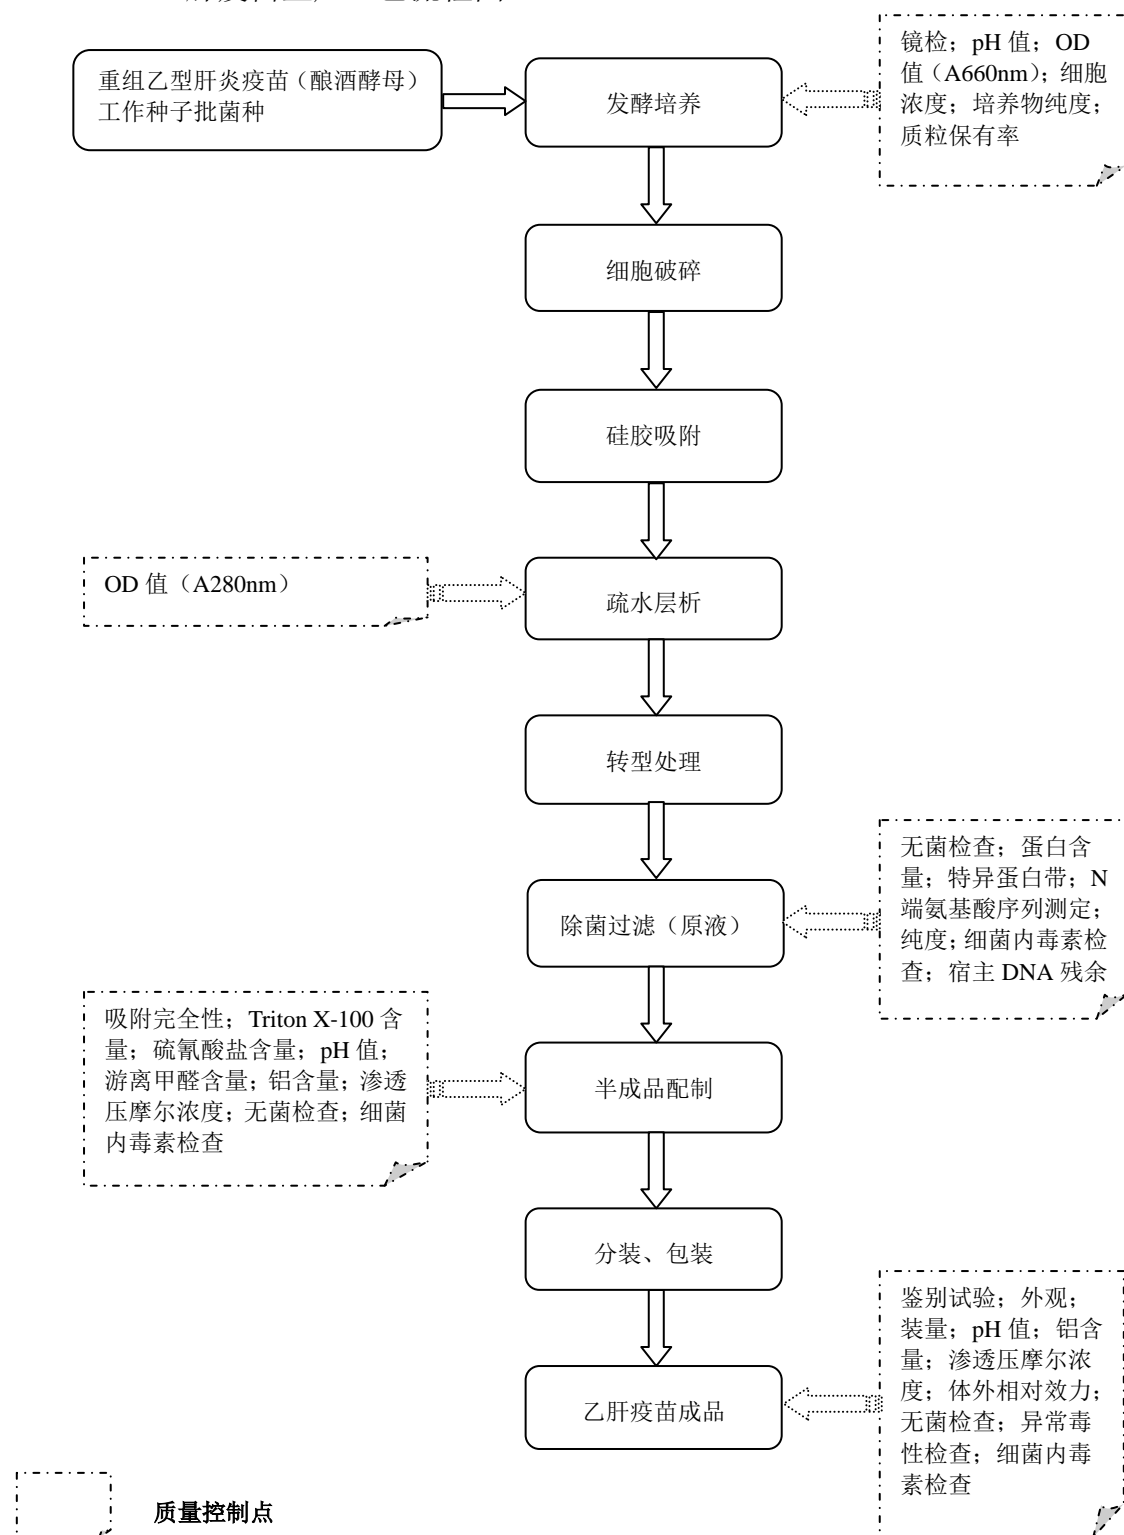 重组乙型肝炎疫苗（酿酒酵母）
工作种子批菌种
发酵培养
镜检；pH 值；OD
值（A660nm）；细胞
浓度；培养物纯度；
质粒保有率
细胞破碎
硅胶吸附
OD 值（A280nm）
疏水层析
转型处理
除菌过滤（原液）
无菌检查；蛋白含
量；特异蛋白带；N
端氨基酸序列测定；
纯度；细菌内毒素检
查；宿主 DNA 残余
吸附完全性；Triton X-100 含
量；硫氰酸盐含量；pH 值；
游离甲醛含量；铝含量；渗透
压摩尔浓度；无菌检查；细菌
内毒素检查
半成品配制
分装、包装
乙肝疫苗成品
鉴别试验；外观；
装量；pH 值；铝含
量；渗透压摩尔浓
度；体外相对效力；
无菌检查；异常毒
性检查；细菌内毒
素检查
质量控制点